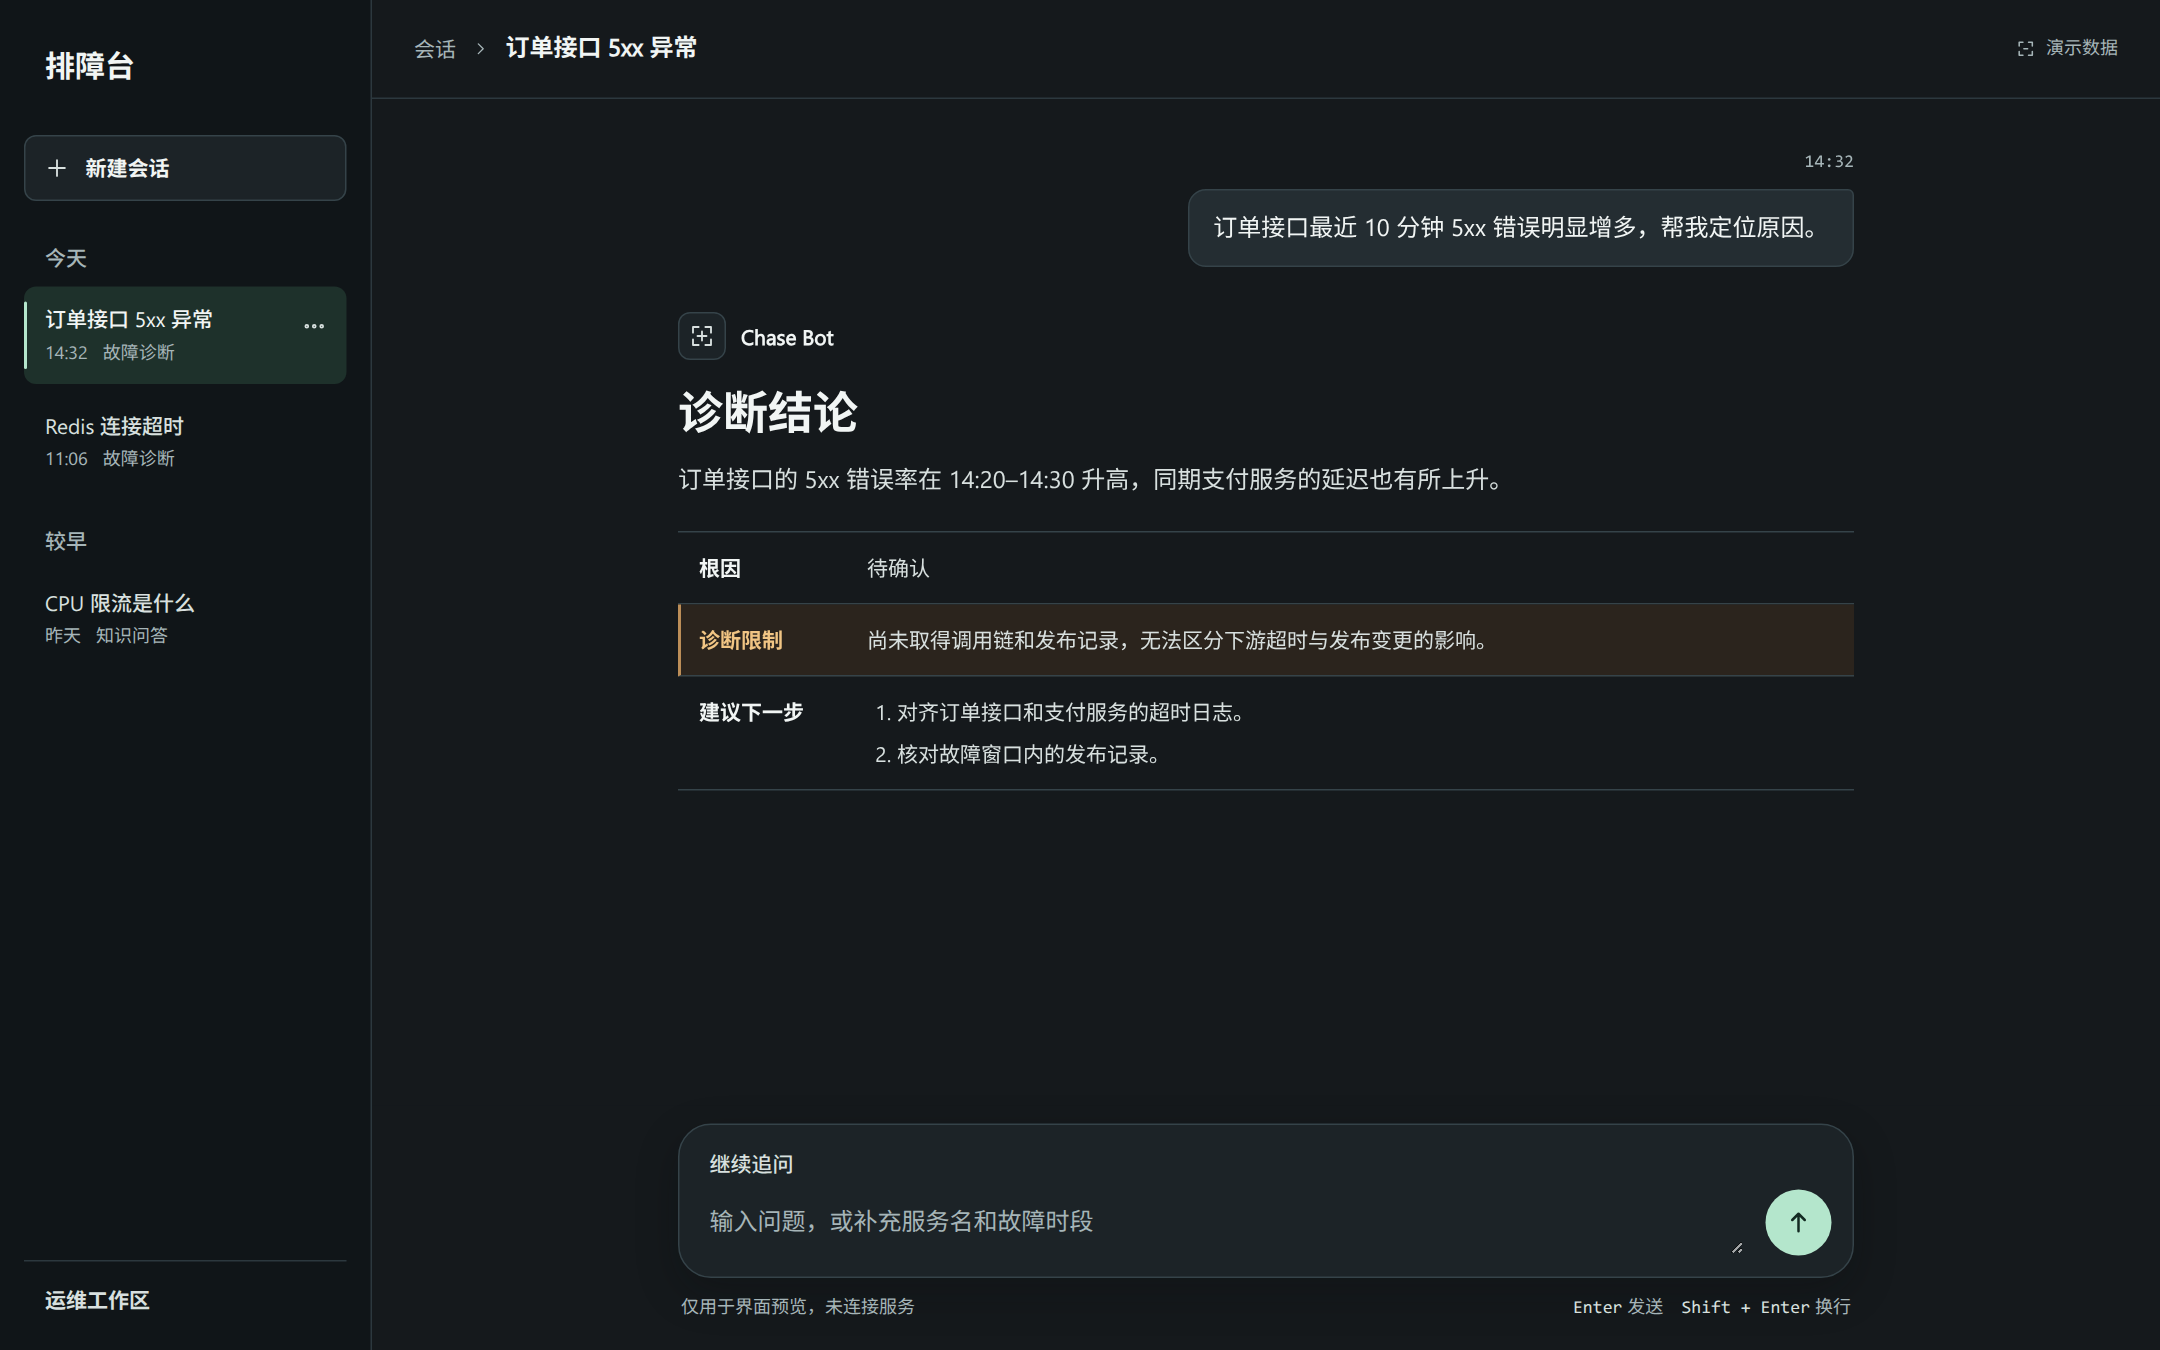 排障台
新建会话
今天
订单接口 5xx 异常
14:32 故障诊断
Redis 连接超时
11:06 故障诊断
较早
CPU 限流是什么
昨天 知识问答
运维工作区
会话 > 订单接口 5xx 异常
演示数据
14:32
订单接口最近 10 分钟 5xx 错误明显增多，帮我定位原因。
Chase Bot
诊断结论
订单接口的 5xx 错误率在 14:20–14:30 升高，同期支付服务的延迟也有所上升。
根因 待确认
诊断限制 尚未取得调用链和发布记录，无法区分下游超时与发布变更的影响。
建议下一步 1. 对齐订单接口和支付服务的超时日志。
2. 核对故障窗口内的发布记录。
继续追问
输入问题，或补充服务名和故障时段
仅用于界面预览，未连接服务
Enter 发送 Shift + Enter 换行